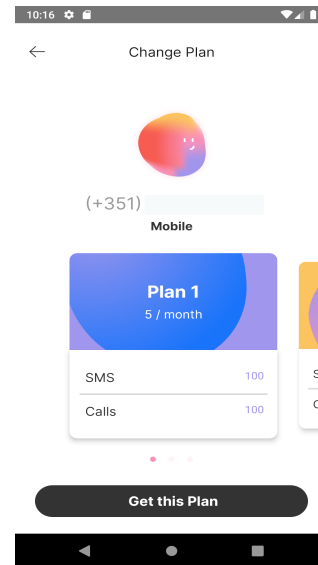 10:16
Change Plan
(+351)
Mobile
Plan 1
5 / month
SMS 100
Calls 100
Get this Plan